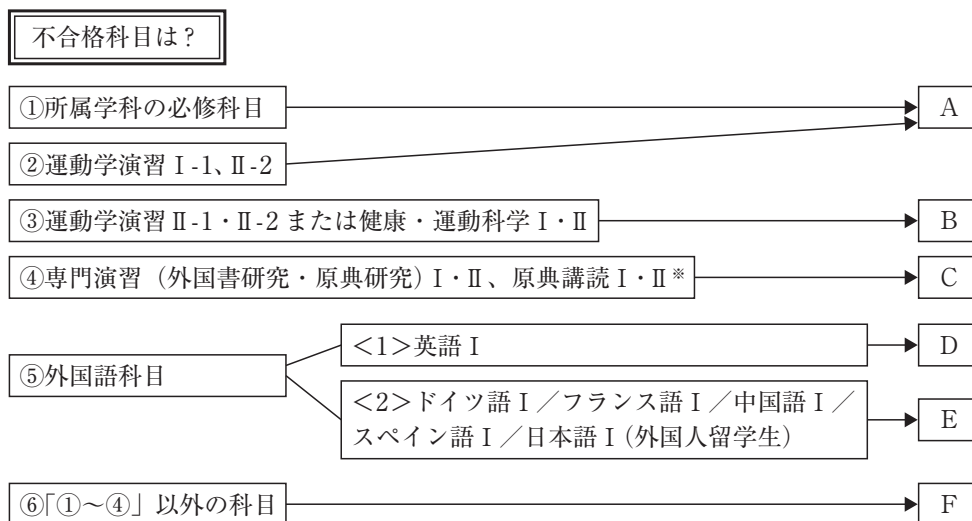 不合格科目は?
①所属学科の必修科目
A
②運動学演習Ⅰ-1、Ⅱ-2
③運動学演習Ⅱ-1・Ⅱ-2または健康・運動科学Ⅰ・Ⅱ
B
④専門演習(外国書研究・原典研究)Ⅰ・Ⅱ、原典講読Ⅰ・Ⅱ※
C
⑤外国語科目
<1>英語Ⅰ
D
<2>ドイツ語Ⅰ/フランス語Ⅰ/中国語Ⅰ/
スペイン語Ⅰ/日本語Ⅰ(外国人留学生)
E
⑥「①~④」以外の科目
F